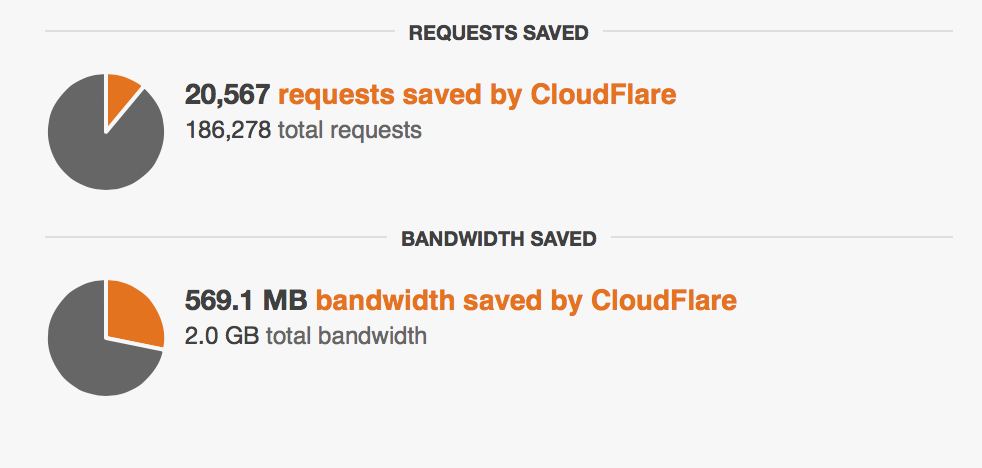 REQUESTS SAVED
20,567 requests saved by CloudFlare
186,278 total requests
BANDWIDTH SAVED
569.1 MB bandwidth saved by CloudFlare
2.0 GB total bandwidth